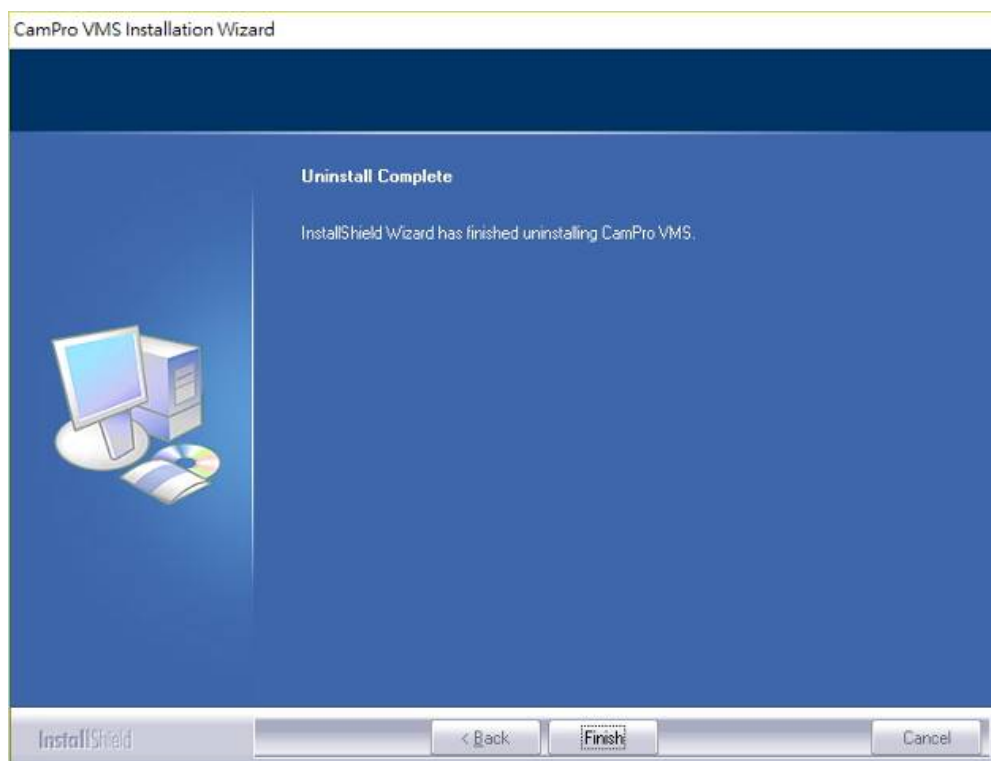 CamPro VMS Installation Wizard
Uninstall Complete
InstallShield Wizard has finished uninstalling CamPro VMS.
InstallShield
< Back
Finish
Cancel